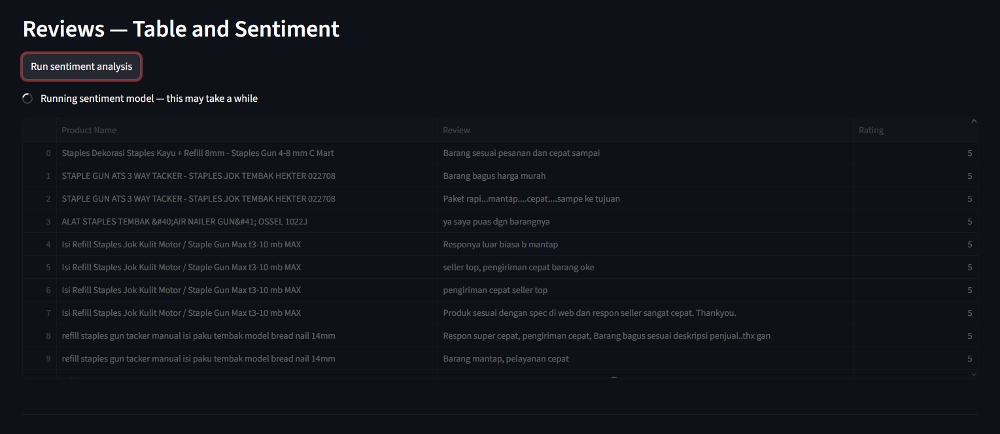 Reviews — Table and Sentiment
Run sentiment analysis
Running sentiment model — this may take a while
Product Name Review Rating
0 Staples Dekorasi Staples Kayu + Refill 8mm - Staples Gun 4-8 mm C Mart Barang sesuai pesanan dan cepat sampai 5
1 STAPLE GUN ATS 3 WAY TACKER - STAPLES JOK TEMBAK HEKTER 022708 Barang bagus harga murah 5
2 STAPLE GUN ATS 3 WAY TACKER - STAPLES JOK TEMBAK HEKTER 022708 Paket rapi...mantap....cepat....sampe ke tujuan 5
3 ALAT STAPLES TEMBAK &#40;AIR NAILER GUN&#41; OSSEL 1022J ya saya puas dgn barangnya 5
4 Isi Refill Staples Jok Kulit Motor / Staple Gun Max t3-10 mb MAX Responya luar biasa b mantap 5
5 Isi Refill Staples Jok Kulit Motor / Staple Gun Max t3-10 mb MAX seller top, pengiriman cepat barang oke 5
6 Isi Refill Staples Jok Kulit Motor / Staple Gun Max t3-10 mb MAX pengiriman cepat seller top 5
7 Isi Refill Staples Jok Kulit Motor / Staple Gun Max t3-10 mb MAX Produk sesuai dengan spec di web dan respon seller sangat cepat. Thankyou. 5
8 refill staples gun tacker manual isi paku tembak model bread nail 14mm Respon super cepat, pengiriman cepat, Barang bagus sesuai deskripsi penjual..thx gan 5
9 refill staples gun tacker manual isi paku tembak model bread nail 14mm Barang mantap, pelayanan cepat 5